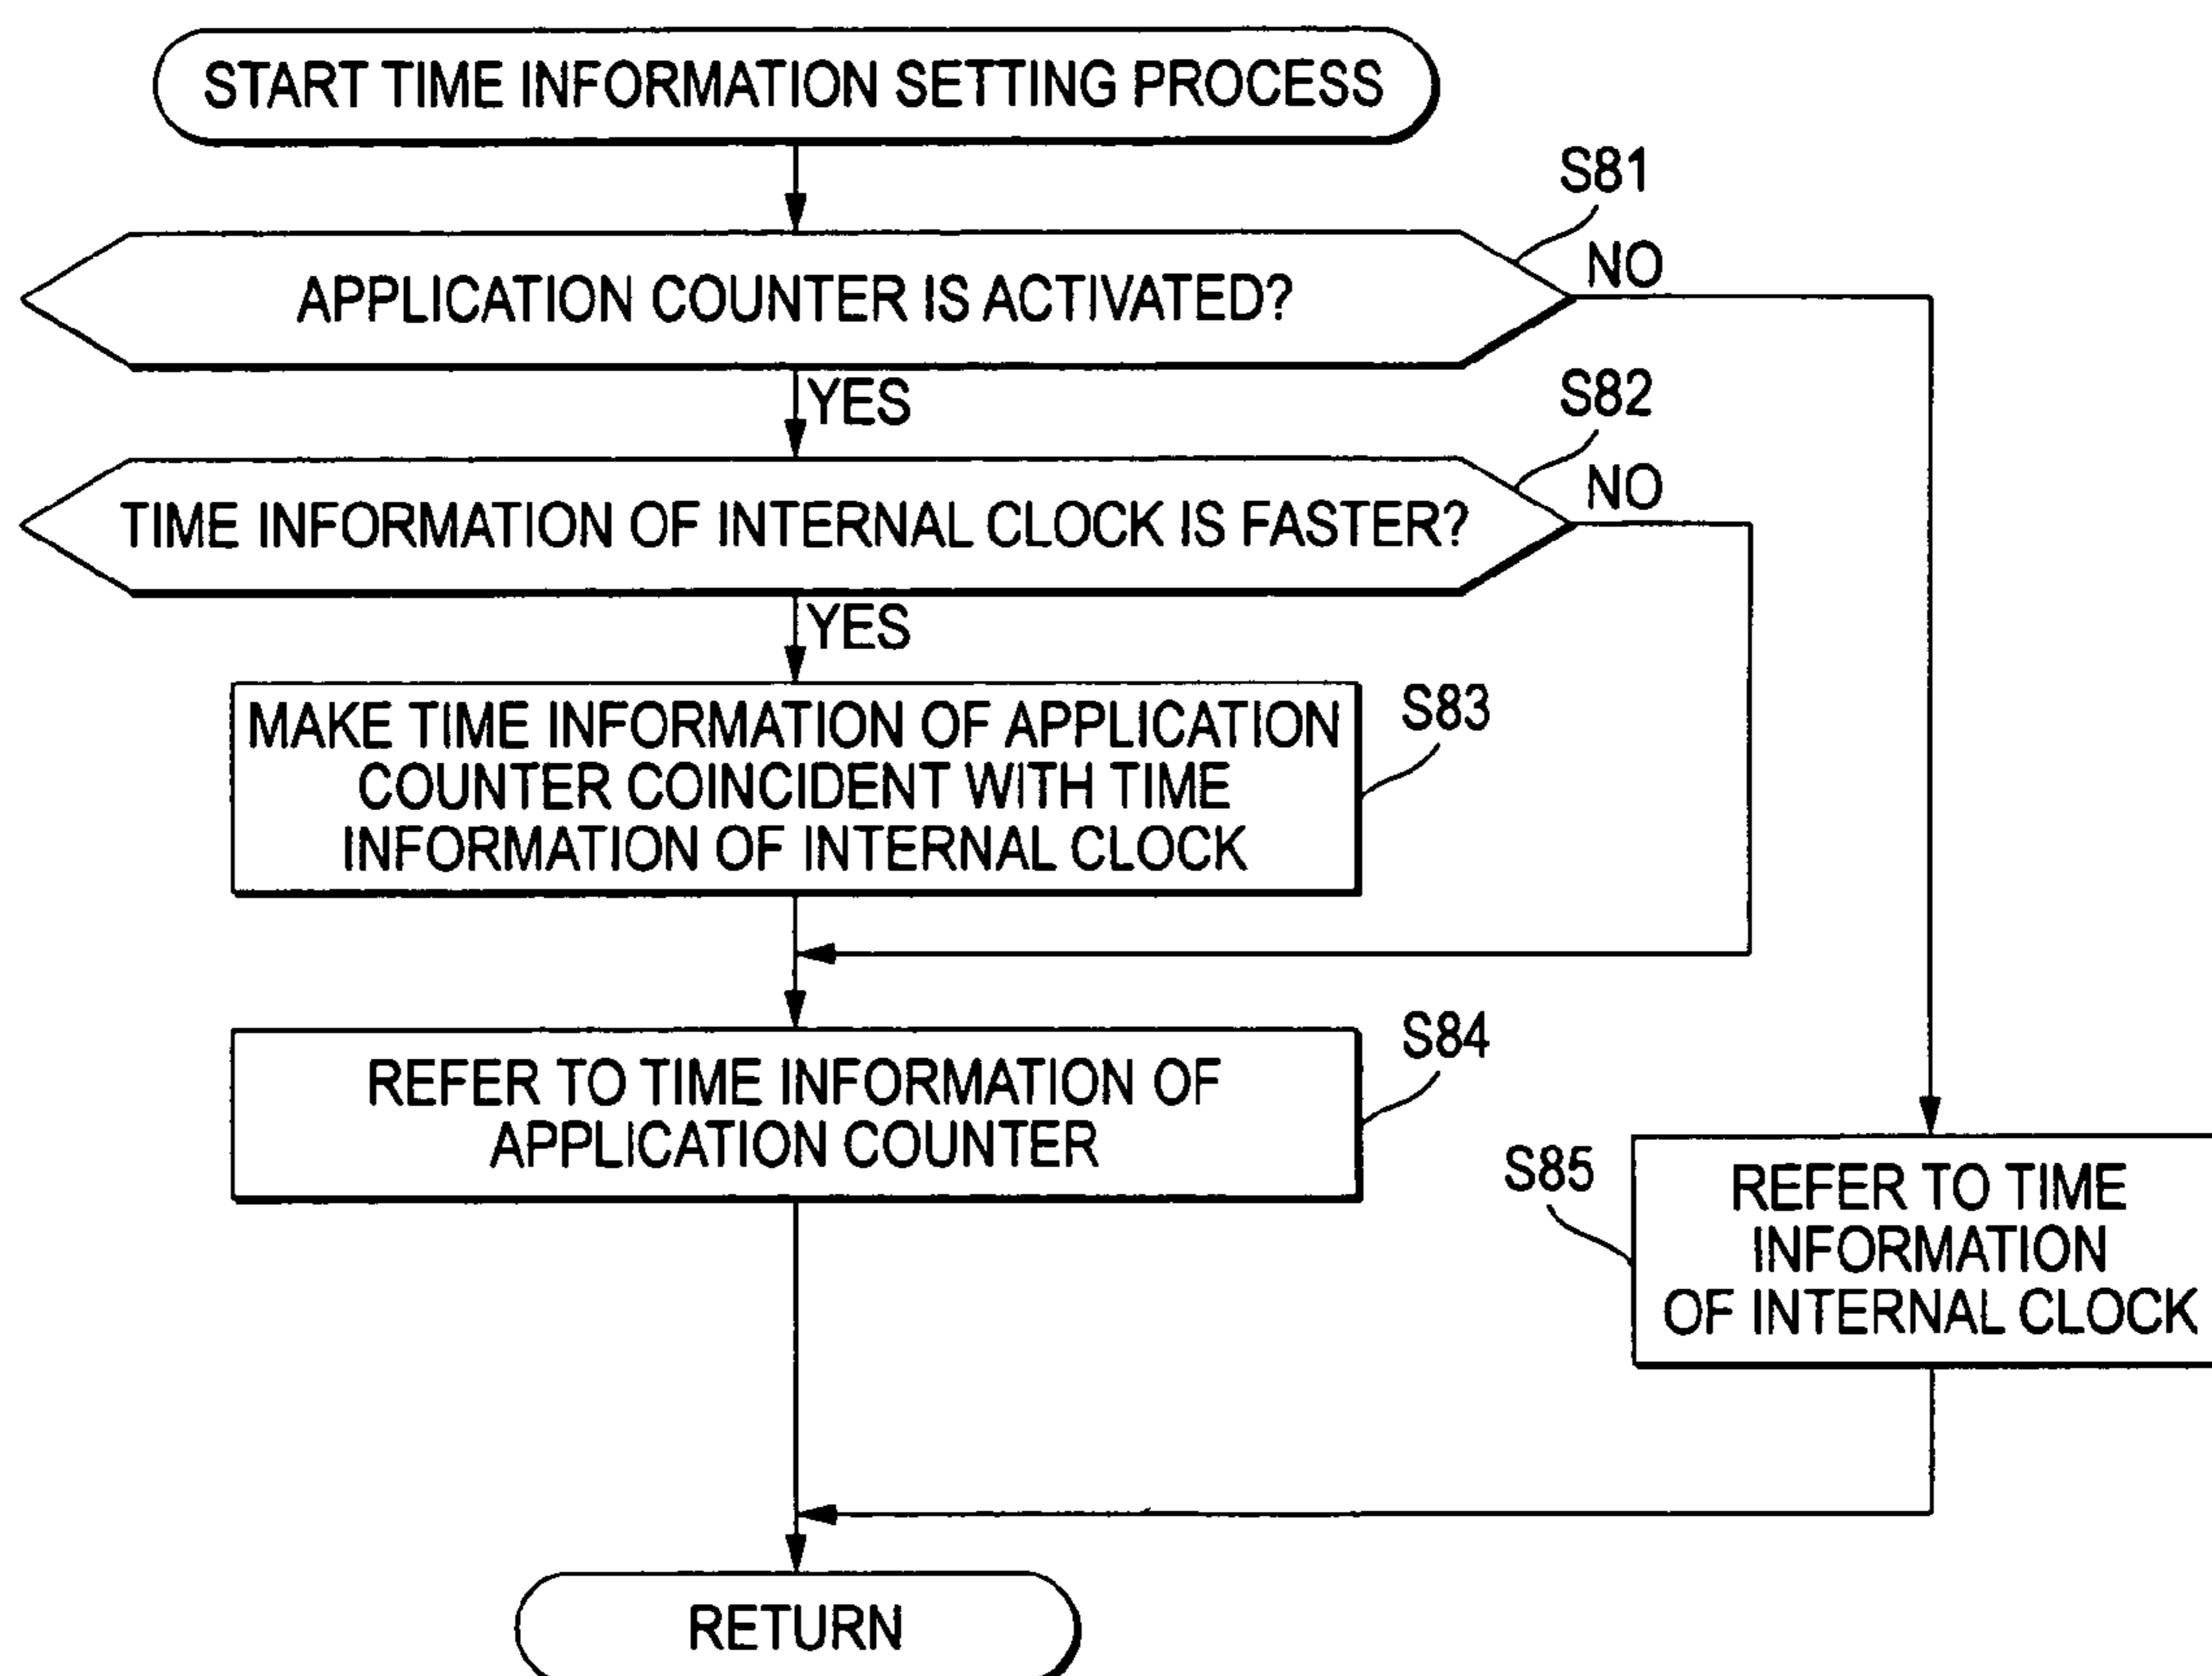 START TIME INFORMATION SETTING PROCESS
S81
APPLICATION COUNTER IS ACTIVATED?
NO
YES
S82
TIME INFORMATION OF INTERNAL CLOCK IS FASTER?
NO
YES
MAKE TIME INFORMATION OF APPLICATION
COUNTER COINCIDENT WITH TIME
INFORMATION OF INTERNAL CLOCK
S83
REFER TO TIME INFORMATION OF
APPLICATION COUNTER
S84
S85
REFER TO TIME
INFORMATION
OF INTERNAL CLOCK
RETURN